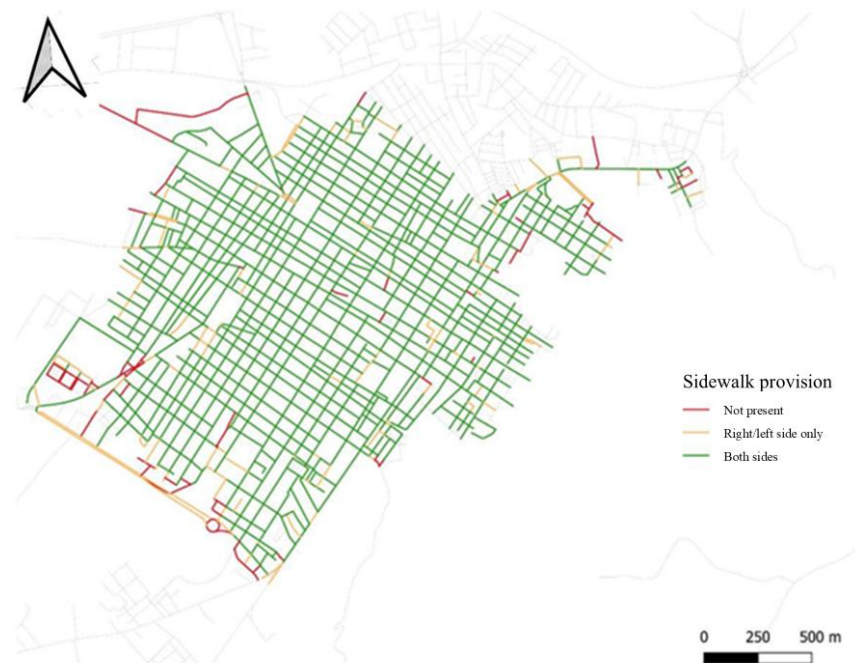 Sidewalk provision
Not present
Right/left side only
Both sides
0 250 500 m